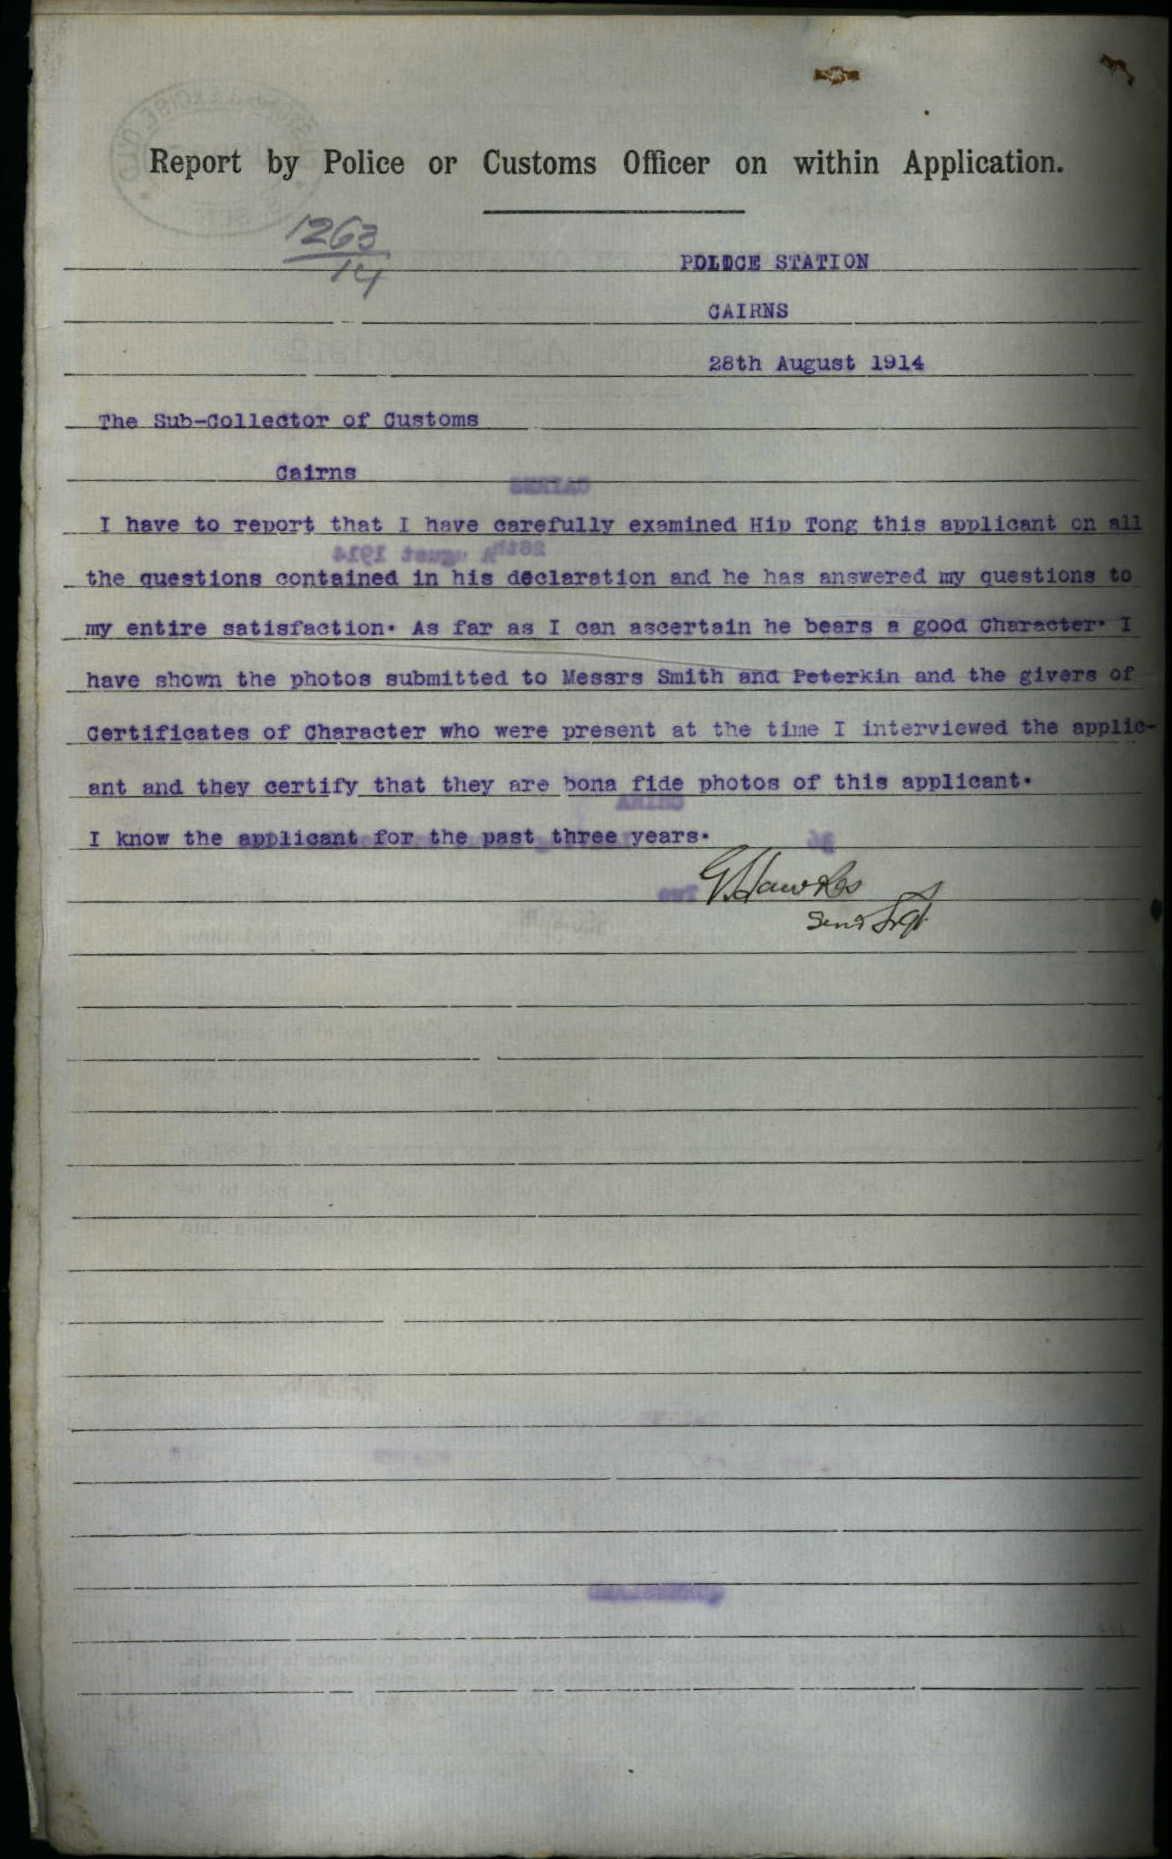 Report by Police or Customs Officer on within Application.
1263
14
POLICE STATION
CAIRNS
28th August 1914
The Sub-Collector of Customs
Cairns
I have to report that I have carefully examined Hip Tong this applicant on all
the questions contained in his declaration and he has answered my questions to
my entire satisfaction. As far as I can ascertain he bears a good Character. I
have shown the photos submitted to Messrs Smith and Peterkin and the givers of
Certificates of Character who were present at the time I interviewed the applic-
ant and they certify that they are bona fide photos of this applicant.
I know the applicant for the past three years.
G Hawkes
Senr Sgt